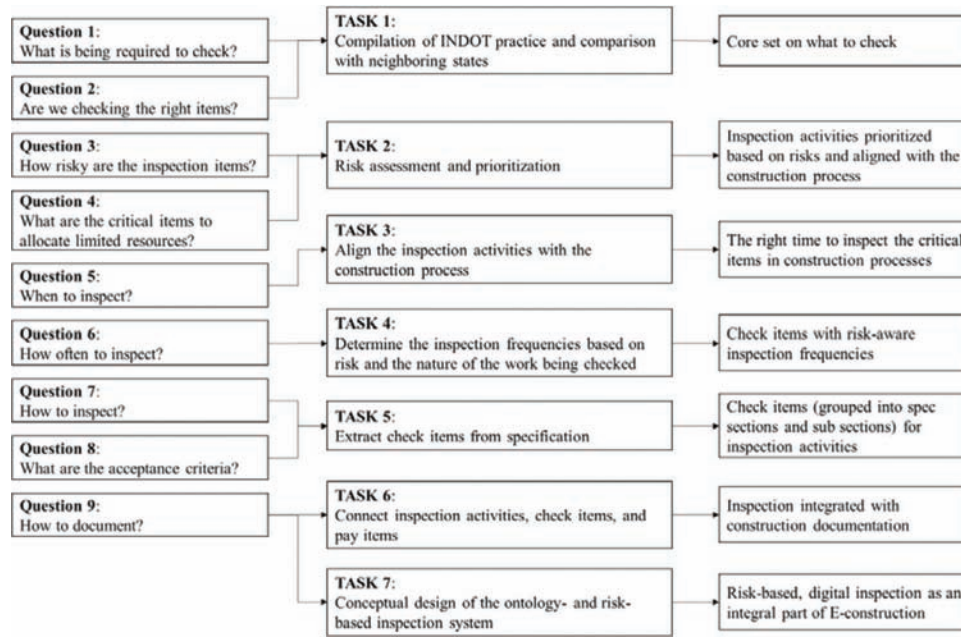 Question 1:
What is being required to check?
Question 2:
Are we checking the right items?
Question 3:
How risky are the inspection items?
Question 4:
What are the critical items to
allocate limited resources?
Question 5:
When to inspect?
Question 6:
How often to inspect?
Question 7:
How to inspect?
Question 8:
What are the acceptance criteria?
Question 9:
How to document?
TASK 1:
Compilation of INDOT practice and comparison
with neighboring states
TASK 2:
Risk assessment and prioritization
TASK 3:
Align the inspection activities with the
construction process
TASK 4:
Determine the inspection frequencies based on
risk and the nature of the work being checked
TASK 5:
Extract check items from specification
TASK 6:
Connect inspection activities, check items, and
pay items
TASK 7:
Conceptual design of the ontology- and risk-
based inspection system
Core set on what to check
Inspection activities prioritized
based on risks and aligned with the
construction process
The right time to inspect the critical
items in construction processes
Check items with risk-aware
inspection frequencies
Check items (grouped into spec
sections and sub sections) for
inspection activities
Inspection integrated with
construction documentation
Risk-based, digital inspection as an
integral part of E-construction